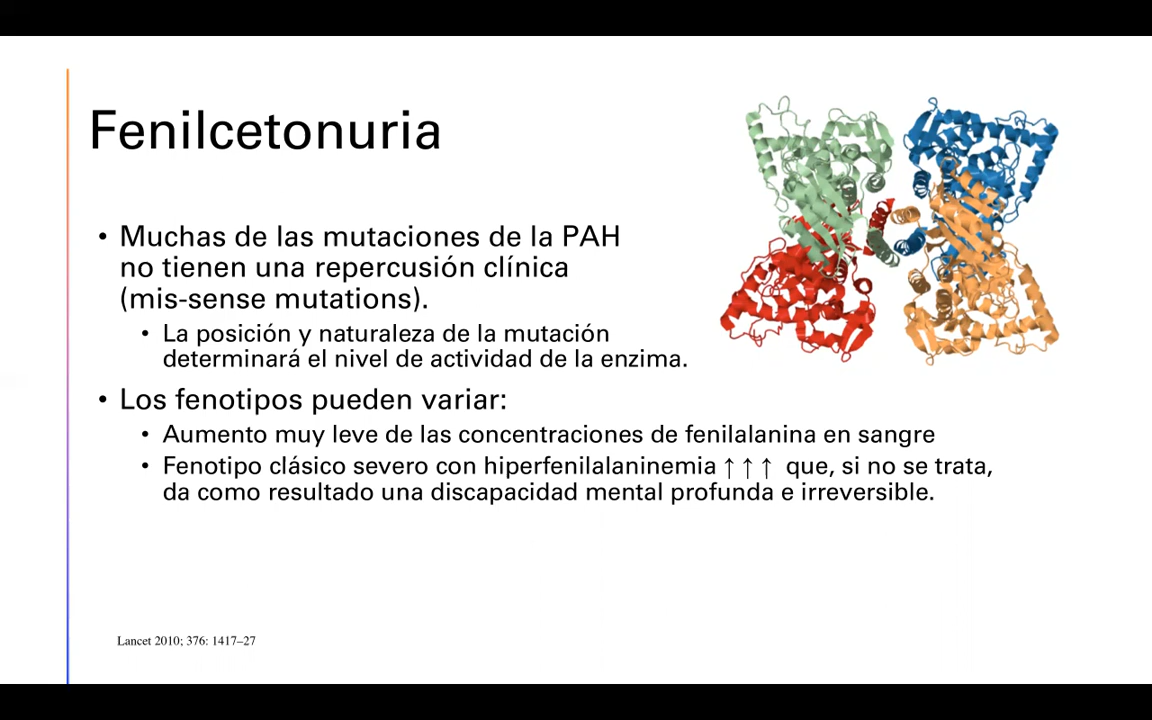 Fenilcetonuria
• Muchas de las mutaciones de la PAH
no tienen una repercusión clínica
(mis-sense mutations).
• La posición y naturaleza de la mutación
determinará el nivel de actividad de la enzima.
• Los fenotipos pueden variar:
• Aumento muy leve de las concentraciones de fenilalanina en sangre
• Fenotipo clásico severo con hiperfenilalaninemia ↑ ↑ ↑ que, si no se trata,
da como resultado una discapacidad mental profunda e irreversible.
Lancet 2010; 376: 1417–27